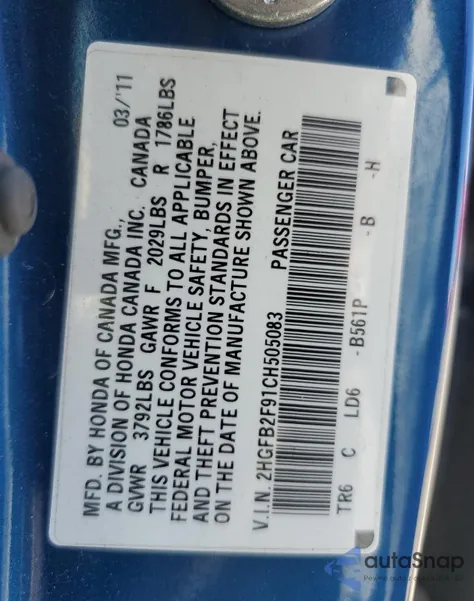 MFD. BY HONDA OF CANADA MFG., 03/'11
A DIVISION OF HONDA CANADA INC. CANADA
GVWR 3792LBS GAWR F 2029LBS R 1786LBS
THIS VEHICLE CONFORMS TO ALL APPLICABLE
FEDERAL MOTOR VEHICLE SAFETY, BUMPER,
AND THEFT PREVENTION STANDARDS IN EFFECT
ON THE DATE OF MANUFACTURE SHOWN ABOVE.
V.I.N. 2HGFB2F91CH505083 PASSENGER CAR
TR6 C LD6 -B561P -B -H
autoSnap